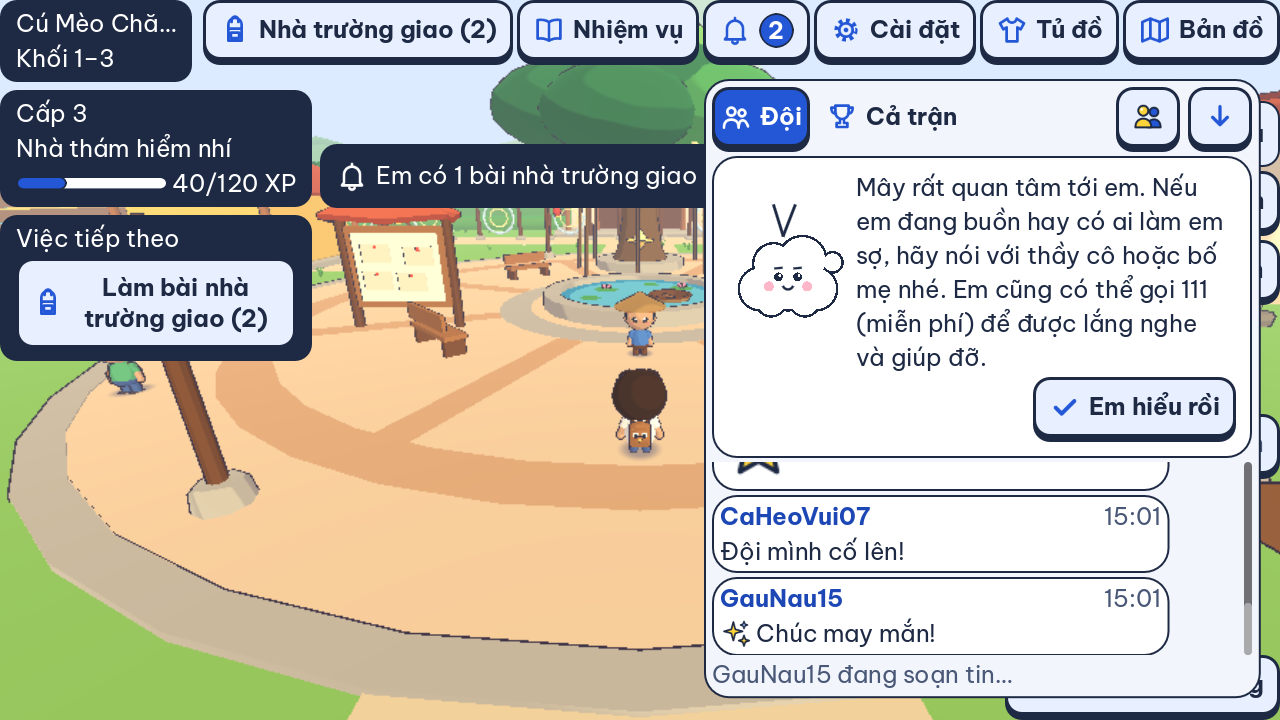 Cú Mèo Chă...
Khối 1–3
Nhà trường giao (2)
Nhiệm vụ
2
Cài đặt
Tủ đồ
Bản đồ
Cấp 3
Nhà thám hiểm nhí
40/120 XP
Em có 1 bài nhà trường giao
Việc tiếp theo
Làm bài nhà
trường giao (2)
Đội
Cả trận
Mây rất quan tâm tới em. Nếu
em đang buồn hay có ai làm em
sợ, hãy nói với thầy cô hoặc bố
mẹ nhé. Em cũng có thể gọi 111
(miễn phí) để được lắng nghe
và giúp đỡ.
Em hiểu rồi
CaHeoVui07 15:01
Đội mình cố lên!
GauNau15 15:01
Chúc may mắn!
GauNau15 đang soạn tin...